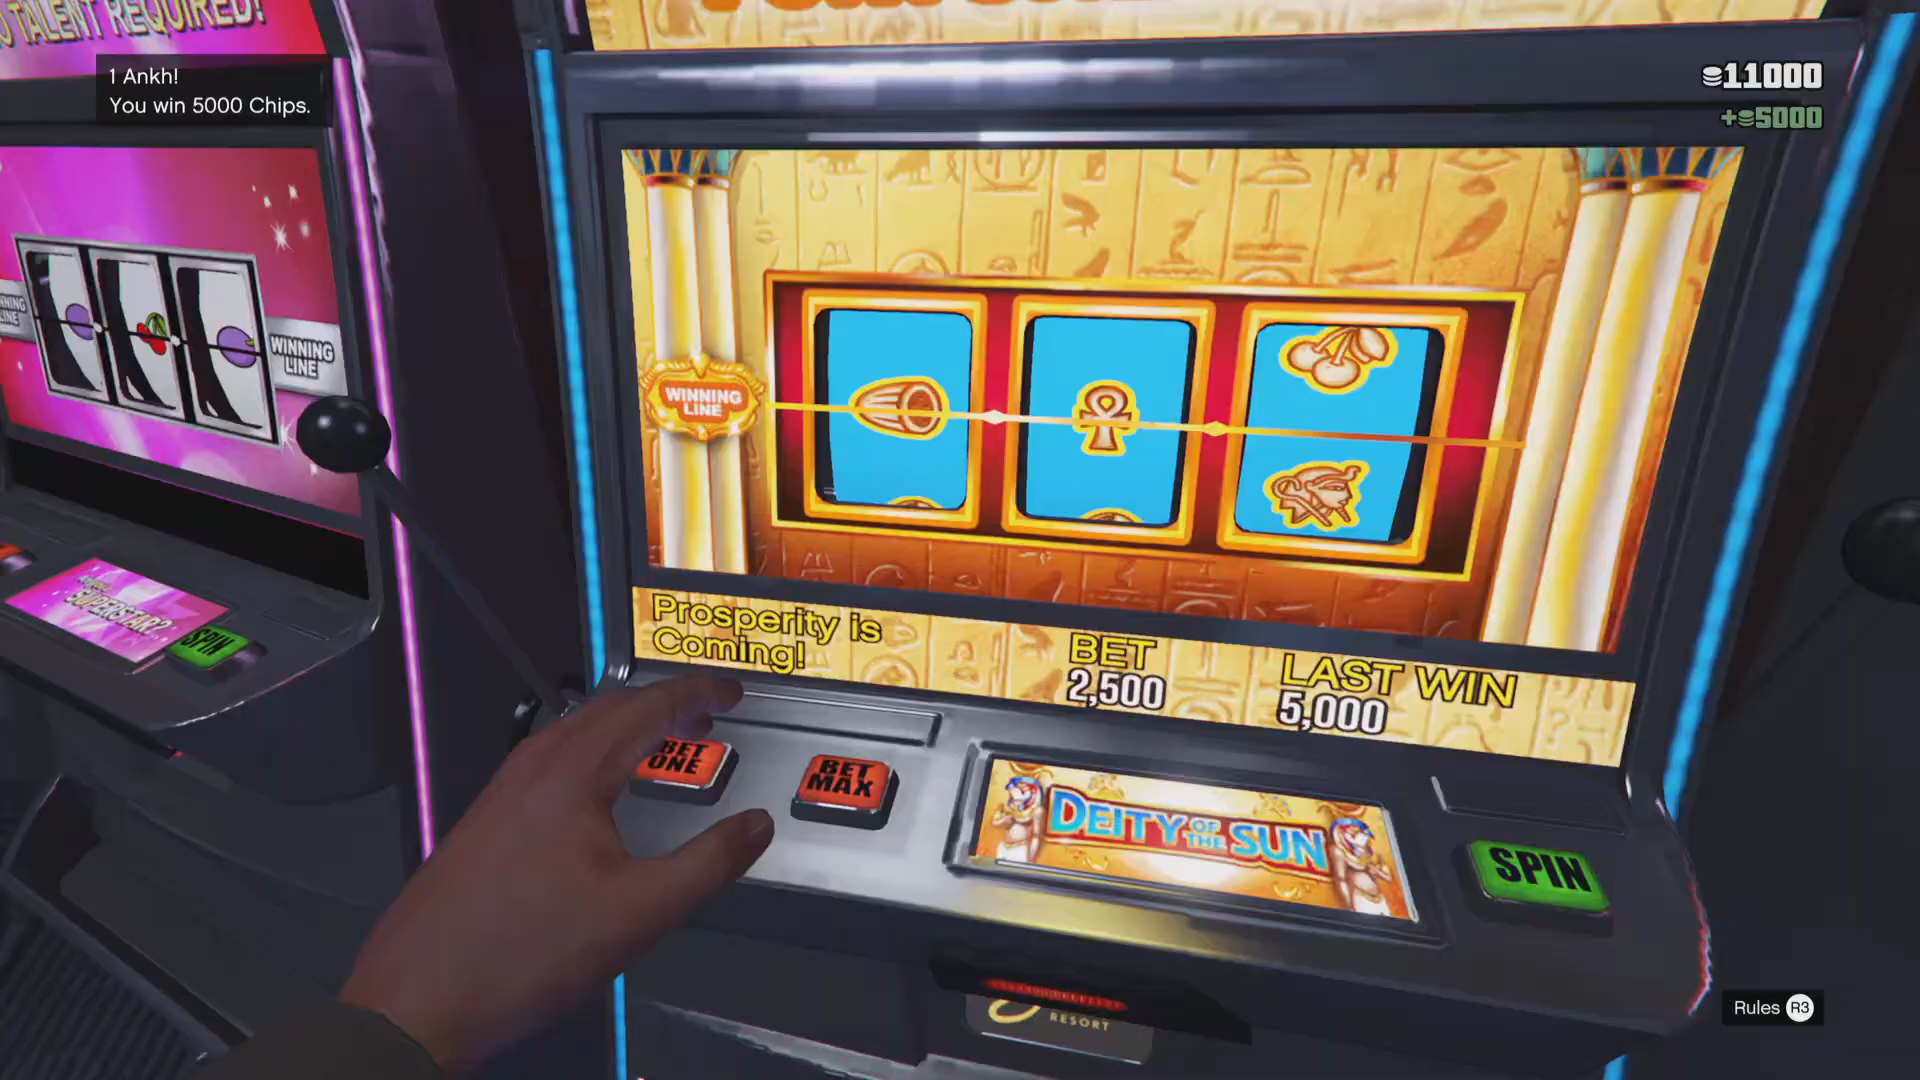 TALENT REQUIRED!
1 Ankh!
You win 5000 Chips.
11000
+5000
WINNING
LINE
WINNING
LINE
Prosperity is
Coming!
BET
2,500
LAST WIN
5,000
SUPERSTAR?
SPIN
BET
ONE
BET
MAX
DEITY OF THE SUN
SPIN
RESORT
Rules R3